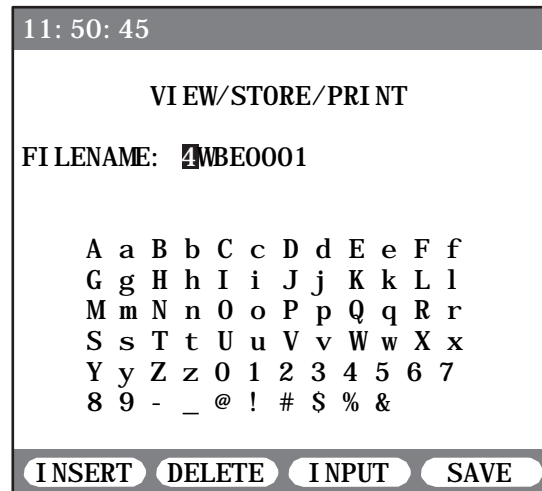 11:50:45
VIEW/STORE/PRINT
FILENAME: 4WBE0001
A a B b C c D d E e F f
G g H h I i J j K k L l
M m N n O o P p Q q R r
S s T t U u V v W w X x
Y y Z z 0 1 2 3 4 5 6 7
8 9 - _ @ ! # $ % &
INSERT DELETE INPUT SAVE